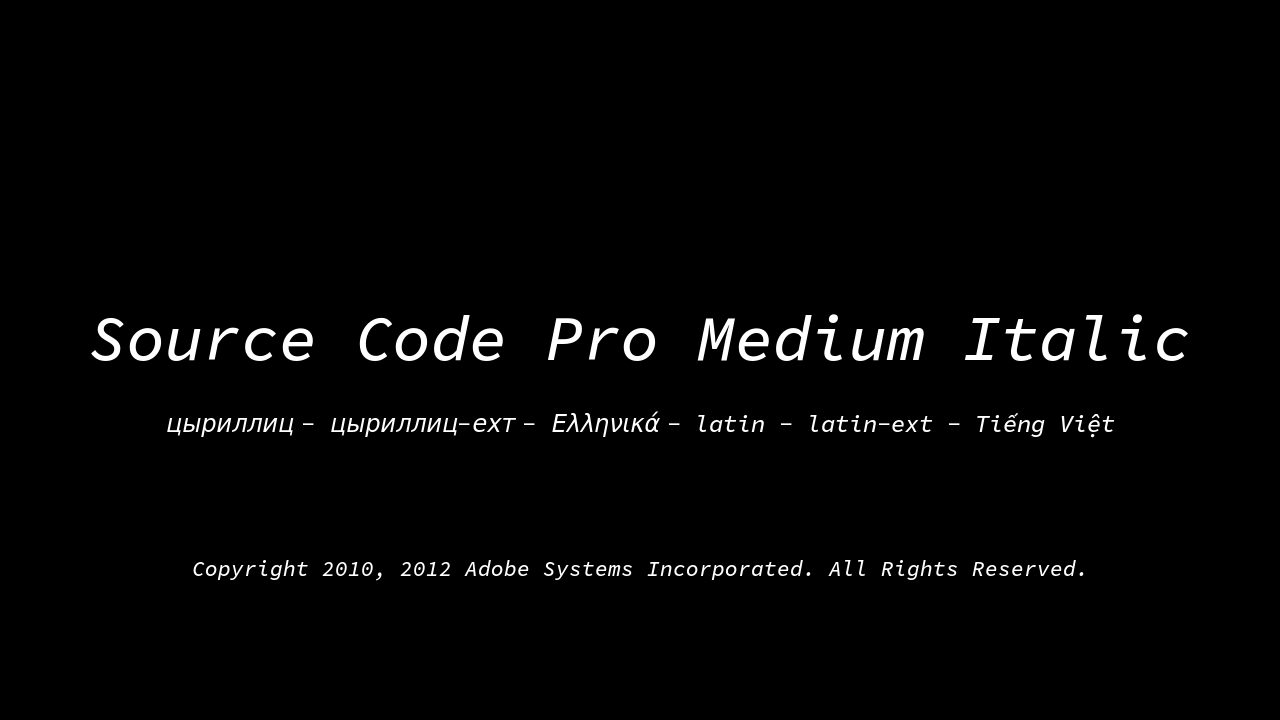 Source Code Pro Medium Italic
цыриллиц - цыриллиц-ехт - Ελληνικά - latin - latin-ext - Tiếng Việt
Copyright 2010, 2012 Adobe Systems Incorporated. All Rights Reserved.